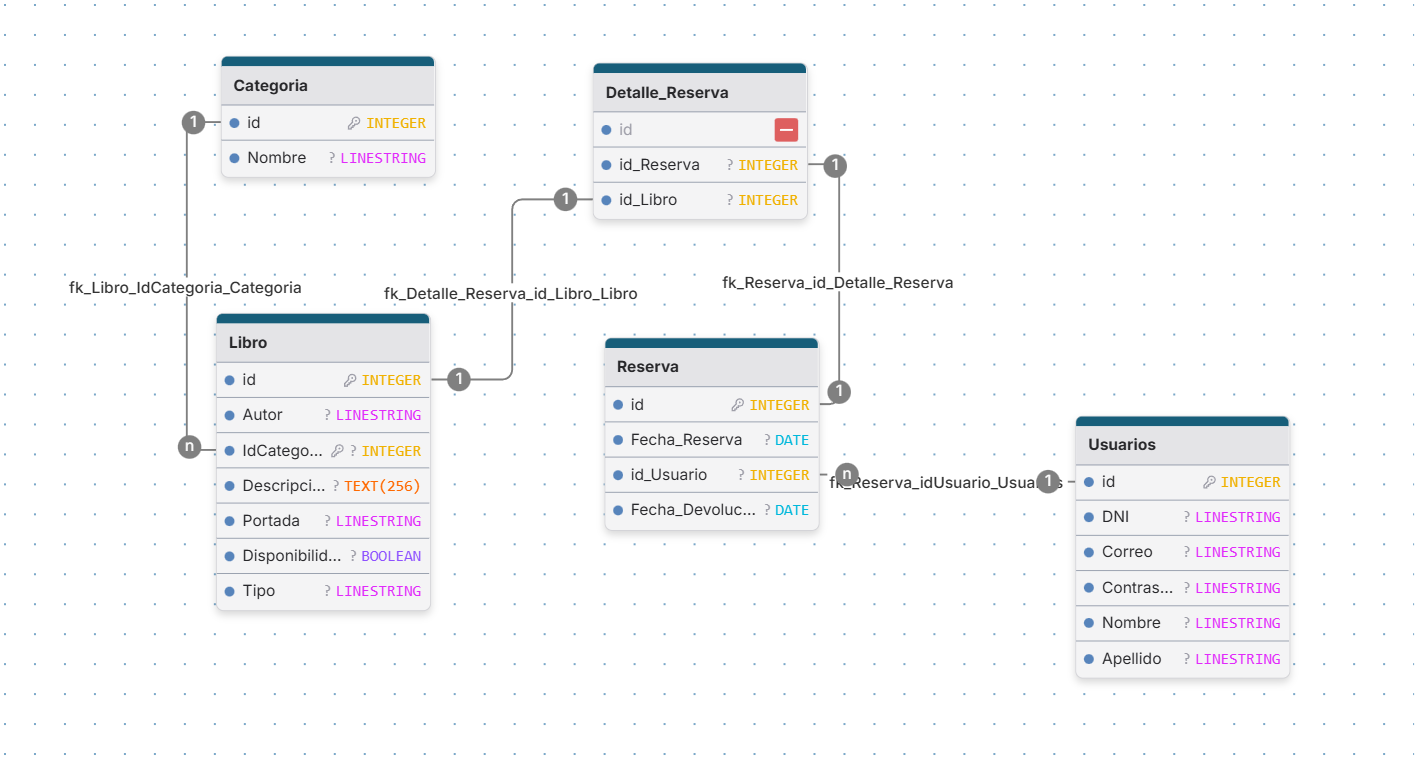 Categoria
id INTEGER
Nombre ? LINESTRING
Detalle_Reserva
id
id_Reserva ? INTEGER
id_Libro ? INTEGER
1
1
1
fk_Libro_IdCategoria_Categoria
fk_Detalle_Reserva_id_Libro_Libro
fk_Reserva_id_Detalle_Reserva
Libro
id INTEGER
Autor ? LINESTRING
IdCatego... ? INTEGER
Descripci... ? TEXT(256)
Portada ? LINESTRING
Disponibilid... ? BOOLEAN
Tipo ? LINESTRING
n
1
Reserva
id INTEGER
Fecha_Reserva ? DATE
id_Usuario ? INTEGER
Fecha_Devoluc... ? DATE
1
n
fk_Reserva_idUsuario_Usuarios
1
Usuarios
id INTEGER
DNI ? LINESTRING
Correo ? LINESTRING
Contras... ? LINESTRING
Nombre ? LINESTRING
Apellido ? LINESTRING